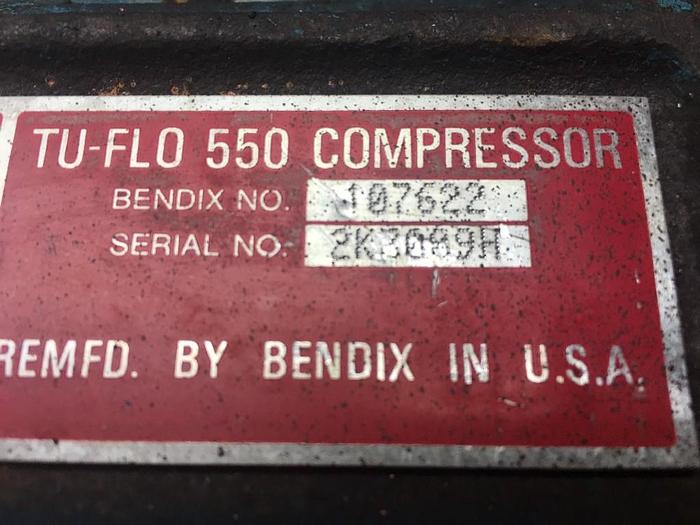 TU-FLO 550 COMPRESSOR
BENDIX NO. 107622
SERIAL NO.
REMFD. BY BENDIX IN U.S.A.